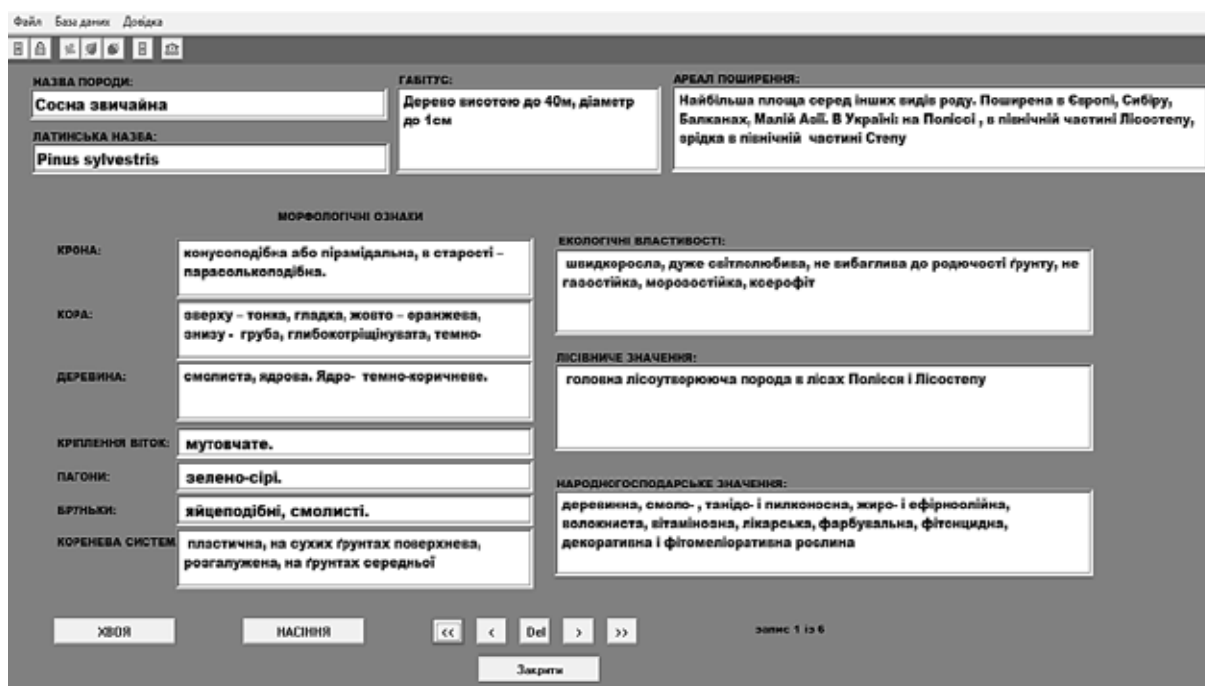 Файл База даних Довідка
НАЗВА ПОРОДИ:
Сосна звичайна
ЛАТИНСЬКА НАЗВА:
Pinus sylvestris
ГАБІТУС:
Дерево висотою до 40м, діаметр
до 1см
АРЕАЛ ПОШИРЕННЯ:
Найбільша площа серед інших видів роду. Поширена в Європі, Сибіру,
Балканах, Малій Азії. В Україні: на Поліссі , в північній частині Лісостепу,
зрідка в північній частині Степу
МОРФОЛОГІЧНІ ОЗНАКИ
КРОНА:
конусоподібна або пірамідальна, в старості –
парасолькоподібна.
КОРА:
зверху – тонка, гладка, жовто – оранжева,
знизу - груба, глибокотріщінувата, темно-
ДЕРЕВИНА:
смолиста, ядрова. Ядро- темно-коричневе.
КРІПЛЕННЯ ВІТОК:
мутовчате.
ПАГОНИ:
зелено-сірі.
БРУНЬКИ:
яйцеподібні, смолисті.
КОРЕНЕВА СИСТЕМ
пластична, на сухих ґрунтах поверхнева,
розгалужена, на ґрунтах середньої
ЕКОЛОГІЧНІ ВЛАСТИВОСТІ:
швидкоросла, дуже світлолюбива, не вибаглива до родючості ґрунту, не
газостійка, морозостійка, ксерофіт
ЛІСІВНИЧЕ ЗНАЧЕННЯ:
головна лісоутворююча порода в лісах Полісся і Лісостепу
НАРОДНОГОСПОДАРСЬКЕ ЗНАЧЕННЯ:
деревинна, смоло- , танідо- і пилконосна, жиро- і ефіроолійна,
волокниста, вітамінозна, лікарська, фарбувальна, фітонцидна,
декоративна і фітомеліоративна рослина
ХВОЯ НАСІННЯ << < Del > >> запис 1 із 6
Закрити